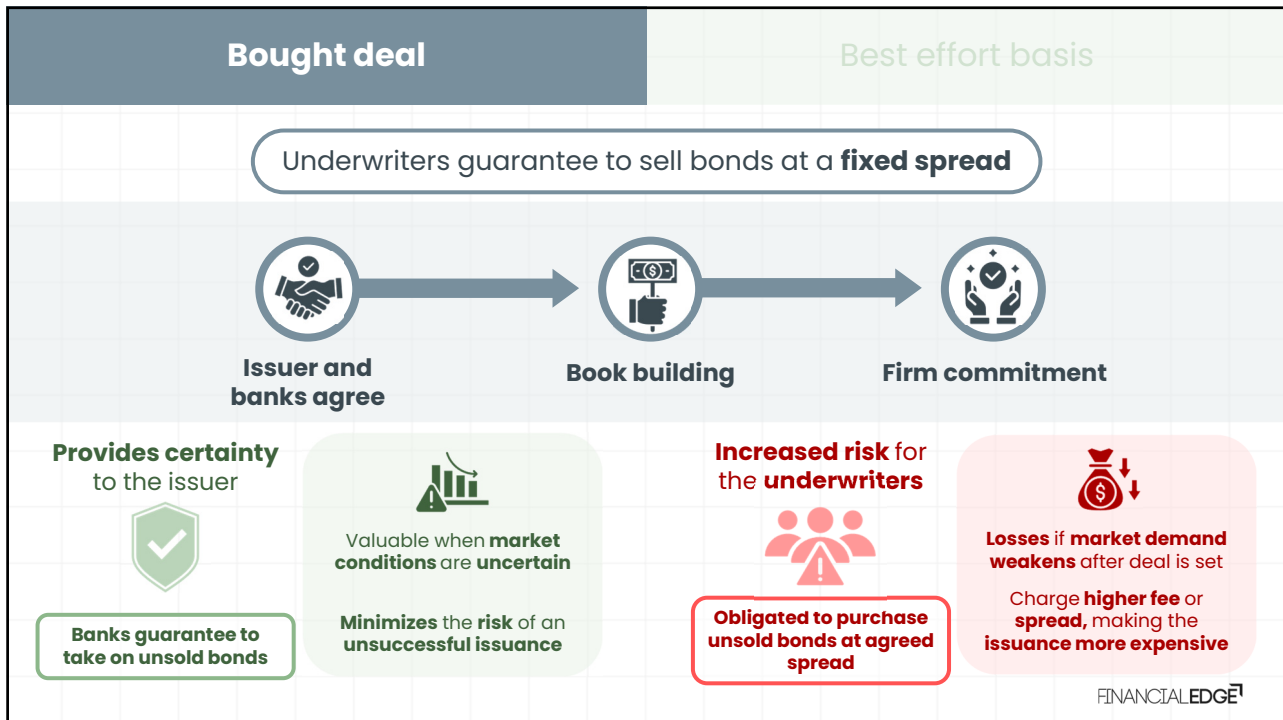 Bought deal
Best effort basis
Underwriters guarantee to sell bonds at a fixed spread
Issuer and
banks agree
Book building
Firm commitment
Provides certainty
to the issuer
Banks guarantee to
take on unsold bonds
Valuable when market
conditions are uncertain
Minimizes the risk of an
unsuccessful issuance
Increased risk for
the underwriters
Obligated to purchase
unsold bonds at agreed
spread
$
Losses if market demand
weakens after deal is set
Charge higher fee or
spread, making the
issuance more expensive
FINANCIALEDGE